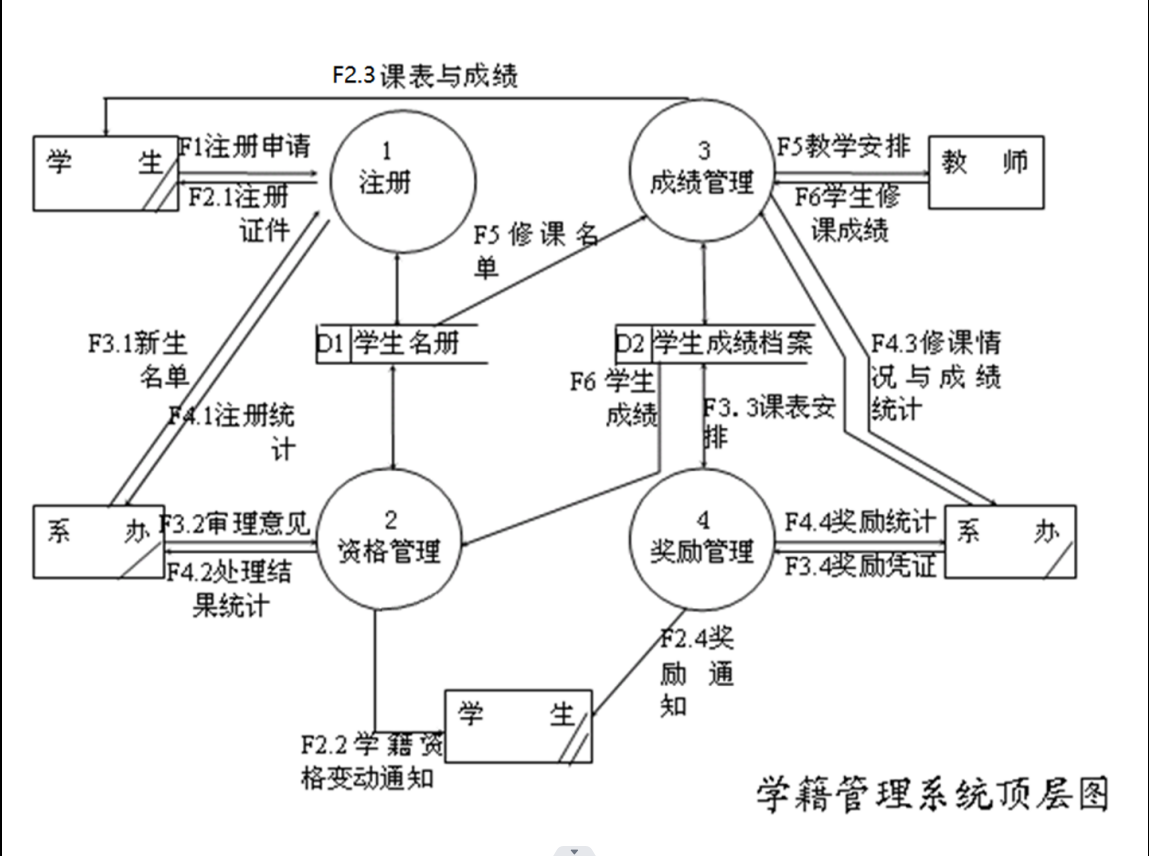 F2.3课表与成绩
学 生
F1注册申请
F2.1注册
证件
1
注册
3
成绩管理
F5教学安排
F6学生修
课成绩
教 师
F5修课名
单
F3.1新生
名单
F4.1注册统
计
D1 学生名册
D2 学生成绩档案
F6 学生
成绩
F3.3课表安
排
F4.3修课情
况与成绩
统计
系 办
F3.2审理意见
F4.2处理结
果统计
2
资格管理
4
奖励管理
F4.4奖励统计
F3.4奖励凭证
系 办
F2.4奖
励 通
知
学 生
F2.2学籍资
格变动通知
学籍管理系统顶层图